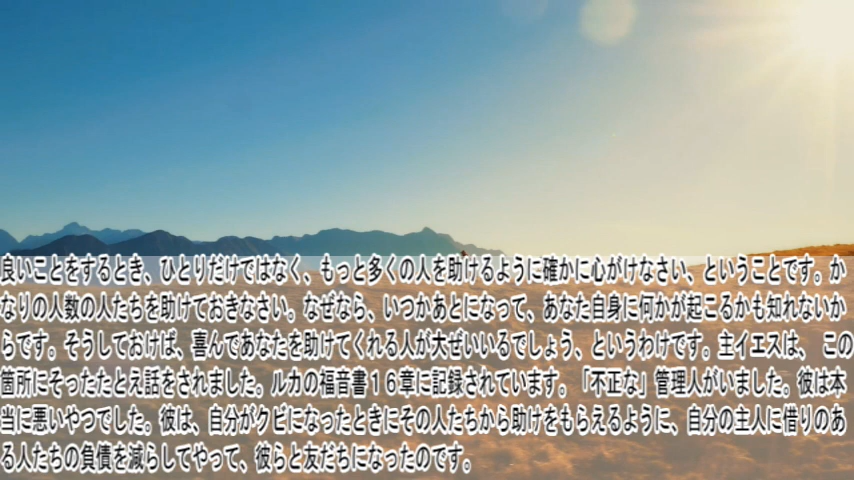 良いことをするとき、ひとりだけではなく、もっと多くの人を助けるように確かに心がけなさい、ということです。か
なりの人数の人たちを助けておきなさい。なぜなら、いつかあとになって、あなた自身に何かが起こるかも知れないか
らです。そうしておけば、喜んであなたを助けてくれる人が大ぜいいるでしょう、というわけです。主イエスは、 この
箇所にそったたとえ話をされました。ルカの福音書１６章に記録されています。「不正な」管理人がいました。彼は本
当に悪いやつでした。彼は、自分がクビになったときにその人たちから助けをもらえるように、自分の主人に借りのあ
る人たちの負債を減らしてやって、彼らと友だちになったのです。